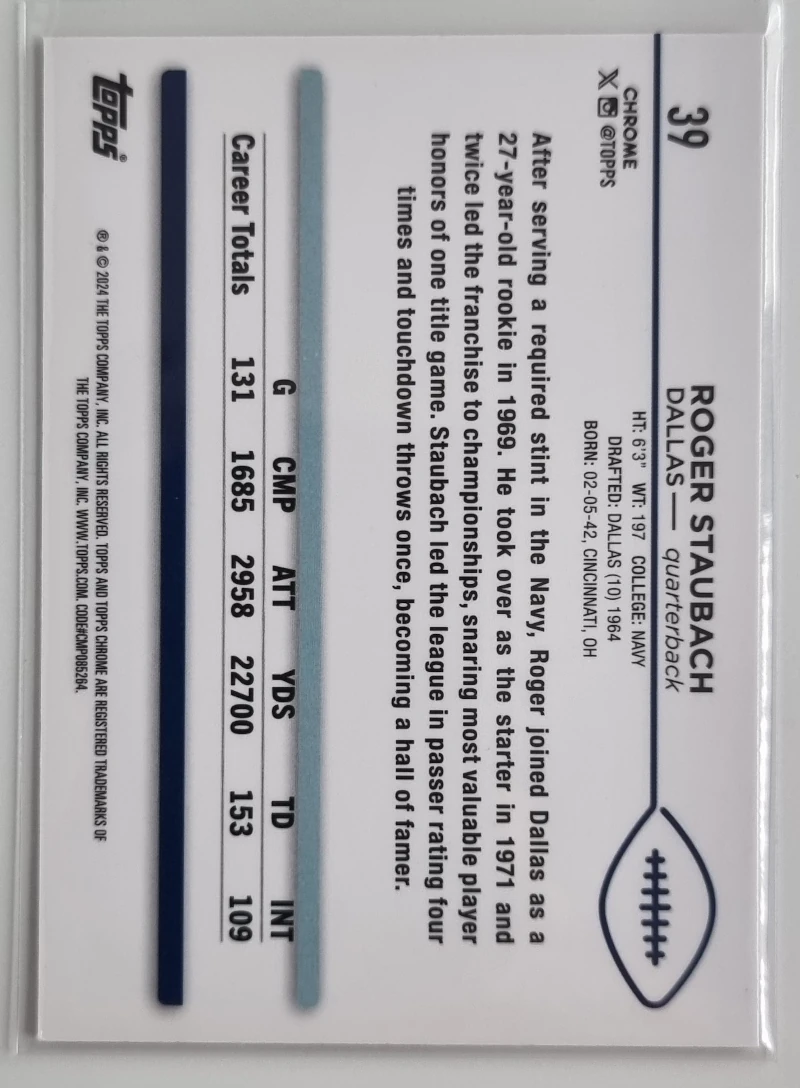 39
ROGER STAUBACH
DALLAS — quarterback
CHROME
X @TOPPS
HT: 6'3" WT: 197 COLLEGE: NAVY
DRAFTED: DALLAS (10) 1964
BORN: 02-05-42, CINCINNATI, OH
After serving a required stint in the Navy, Roger joined Dallas as a
27-year-old rookie in 1969. He took over as the starter in 1971 and
twice led the franchise to championships, snaring most valuable player
honors of one title game. Staubach led the league in passer rating four
times and touchdown throws once, becoming a hall of famer.
G CMP ATT YDS TD INT
Career Totals 131 1685 2958 22700 153 109
topps®
® & © 2024 THE TOPPS COMPANY, INC. ALL RIGHTS RESERVED. TOPPS AND TOPPS CHROME ARE REGISTERED TRADEMARKS OF
THE TOPPS COMPANY, INC. WWW.TOPPS.COM. CODE#CMP085264.